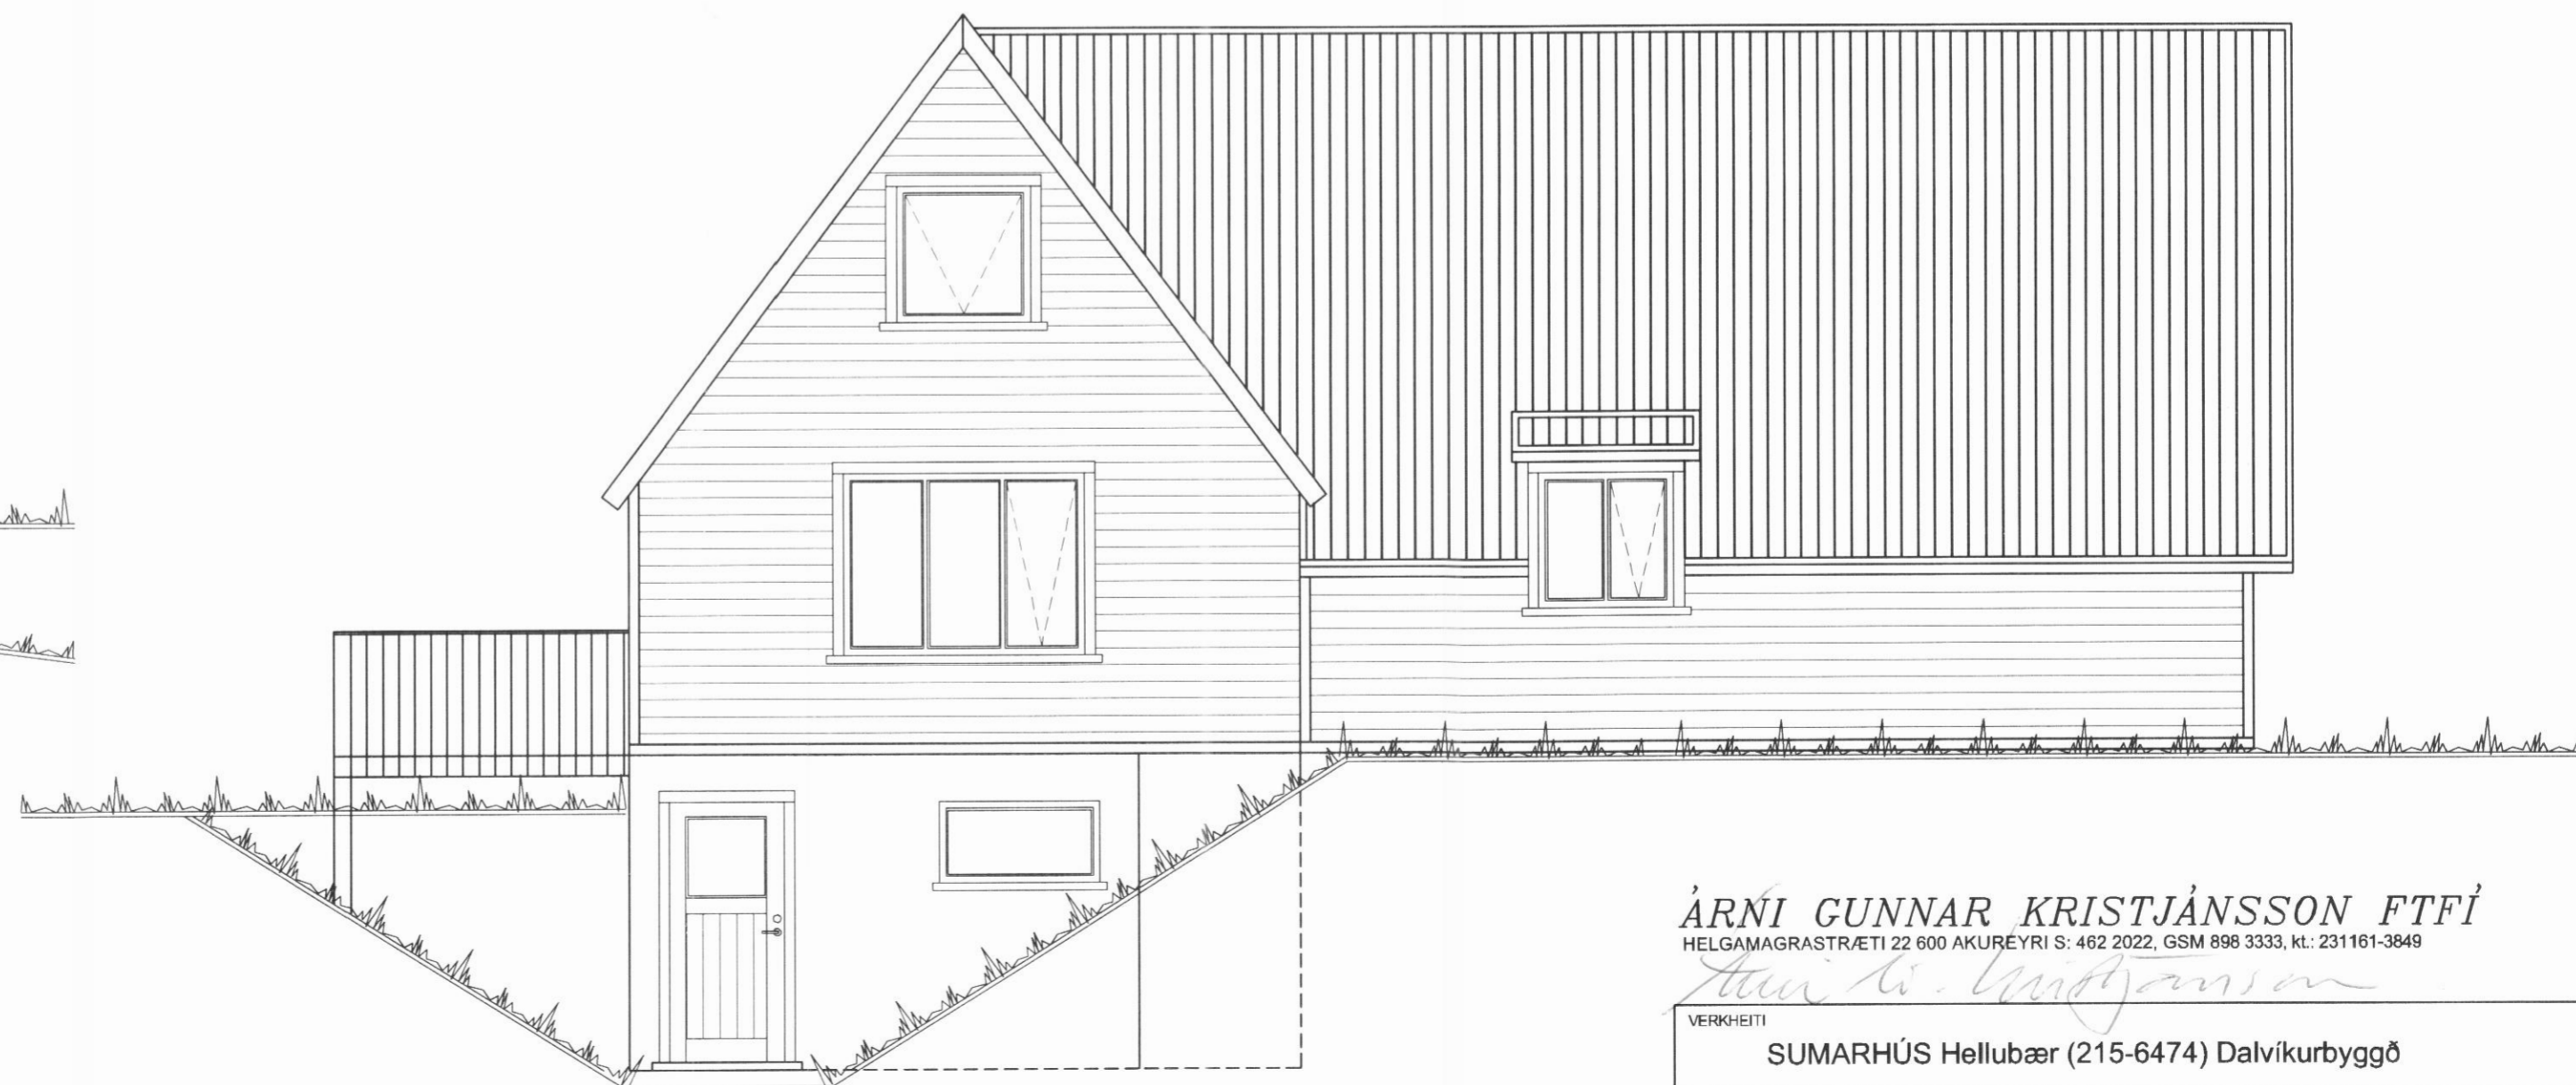 ÁRNI GUNNAR KRISTJÁNSSON FTFÍ
HELGAMAGRASTRÆTI 22 600 AKUREYRI S: 462 2022, GSM 898 3333, kt.: 231161-3849
VERKHEITI
SUMARHÚS Hellubær (215-6474) Dalvíkurbyggð